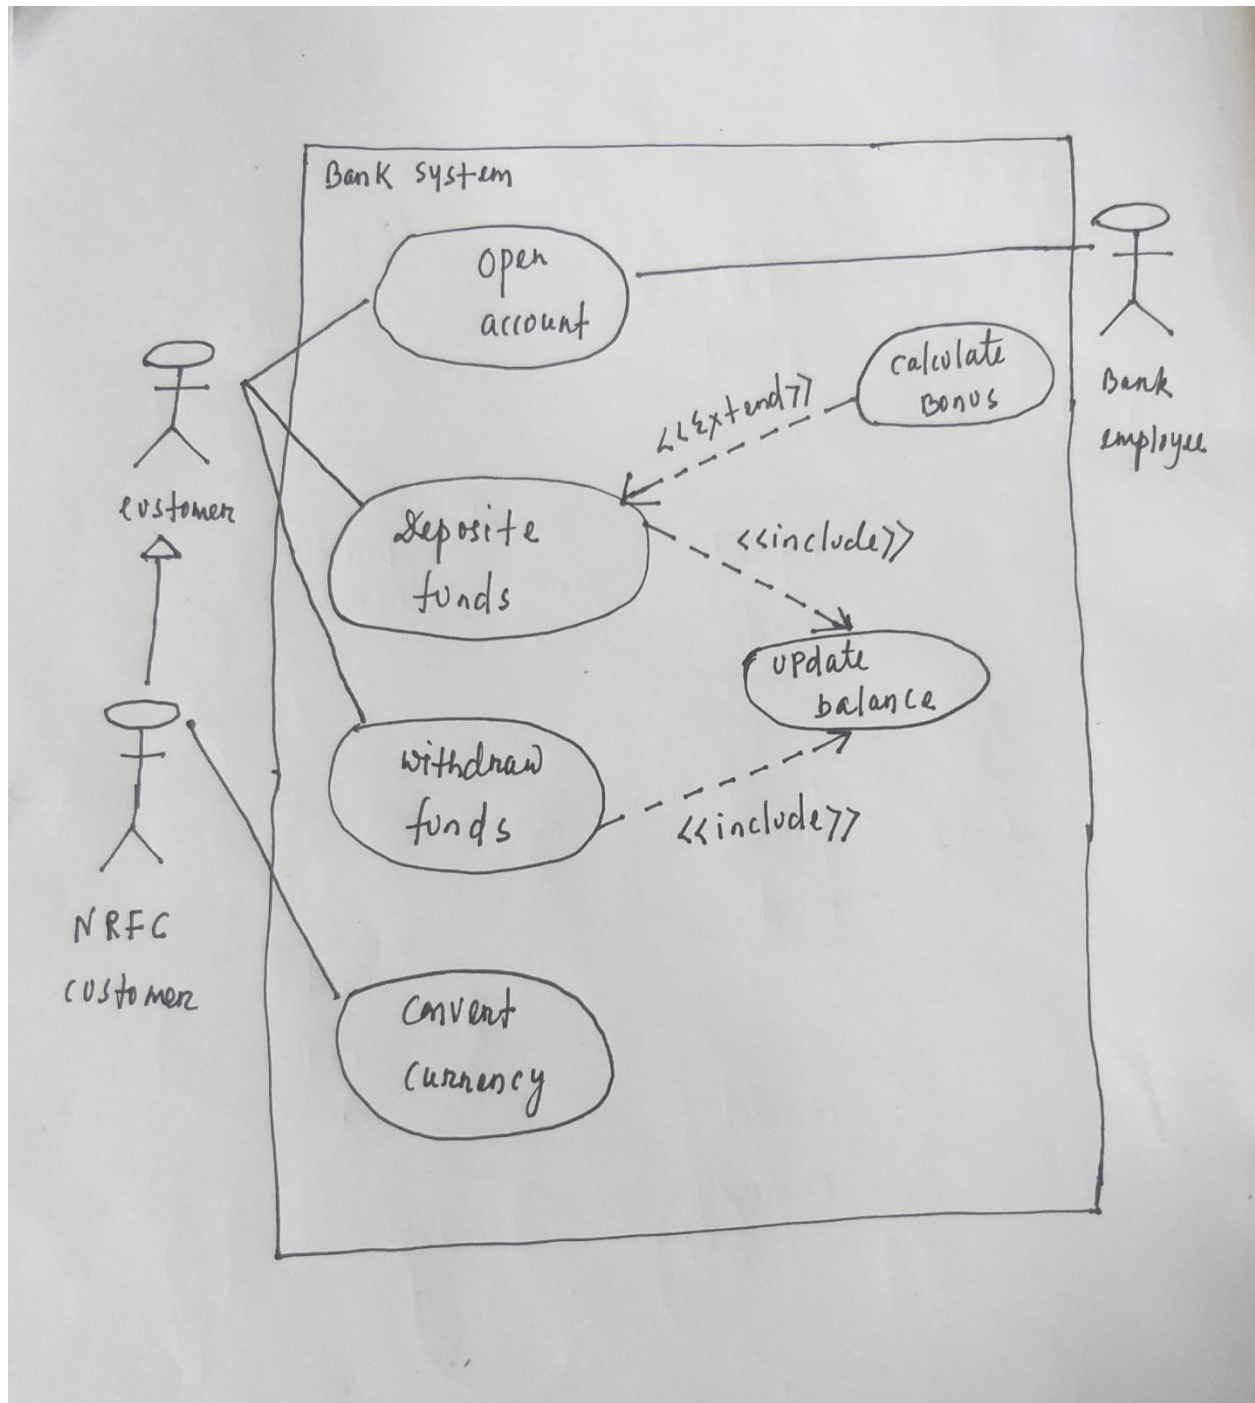 Bank system
open
account
calculate
Bonus
<<Extend>>
Bank
employee
customer
Deposite
funds
<<include>>
update
balance
withdraw
funds
<<include>>
NRFC
customer
convert
currency